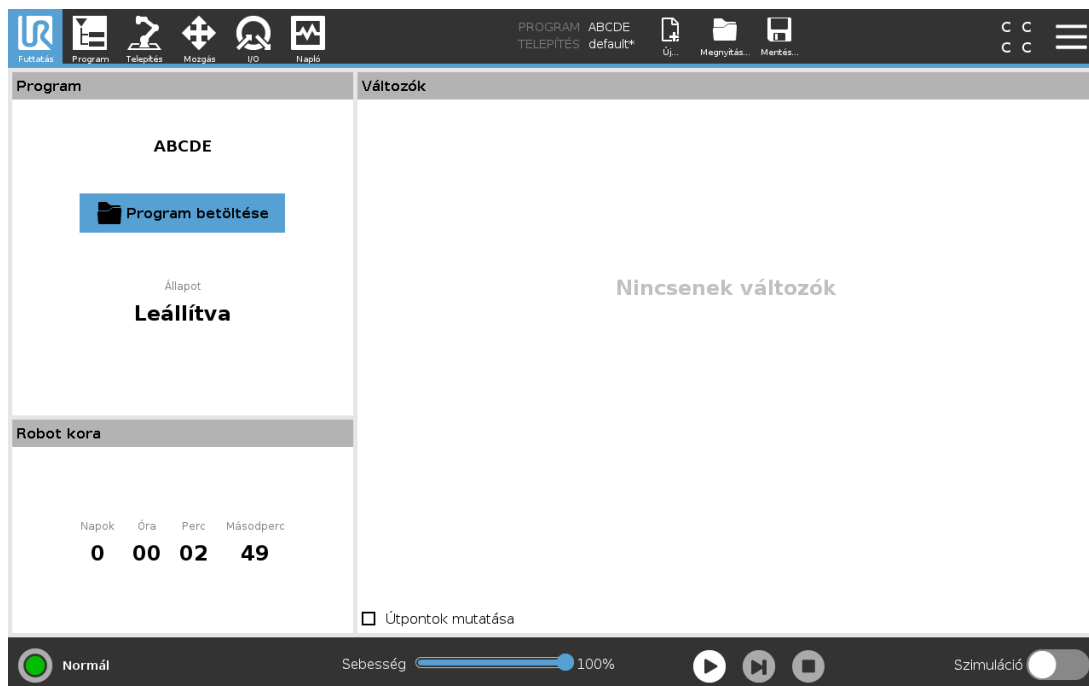 UR
PROGRAM ABCDE
TELEPÍTÉS default*
C C
C C
Futtatás Program Telepítés Mozgás I/O Napló Új... Megnyitás... Mentés...
Program
Változók
ABCDE
Program betöltése
Állapot
Leállítva
Nincsenek változók
Robot kora
Napok Óra Perc Másodperc
0 00 02 49
Útpontok mutatása
Normál
Sebesség 100%
Szimuláció